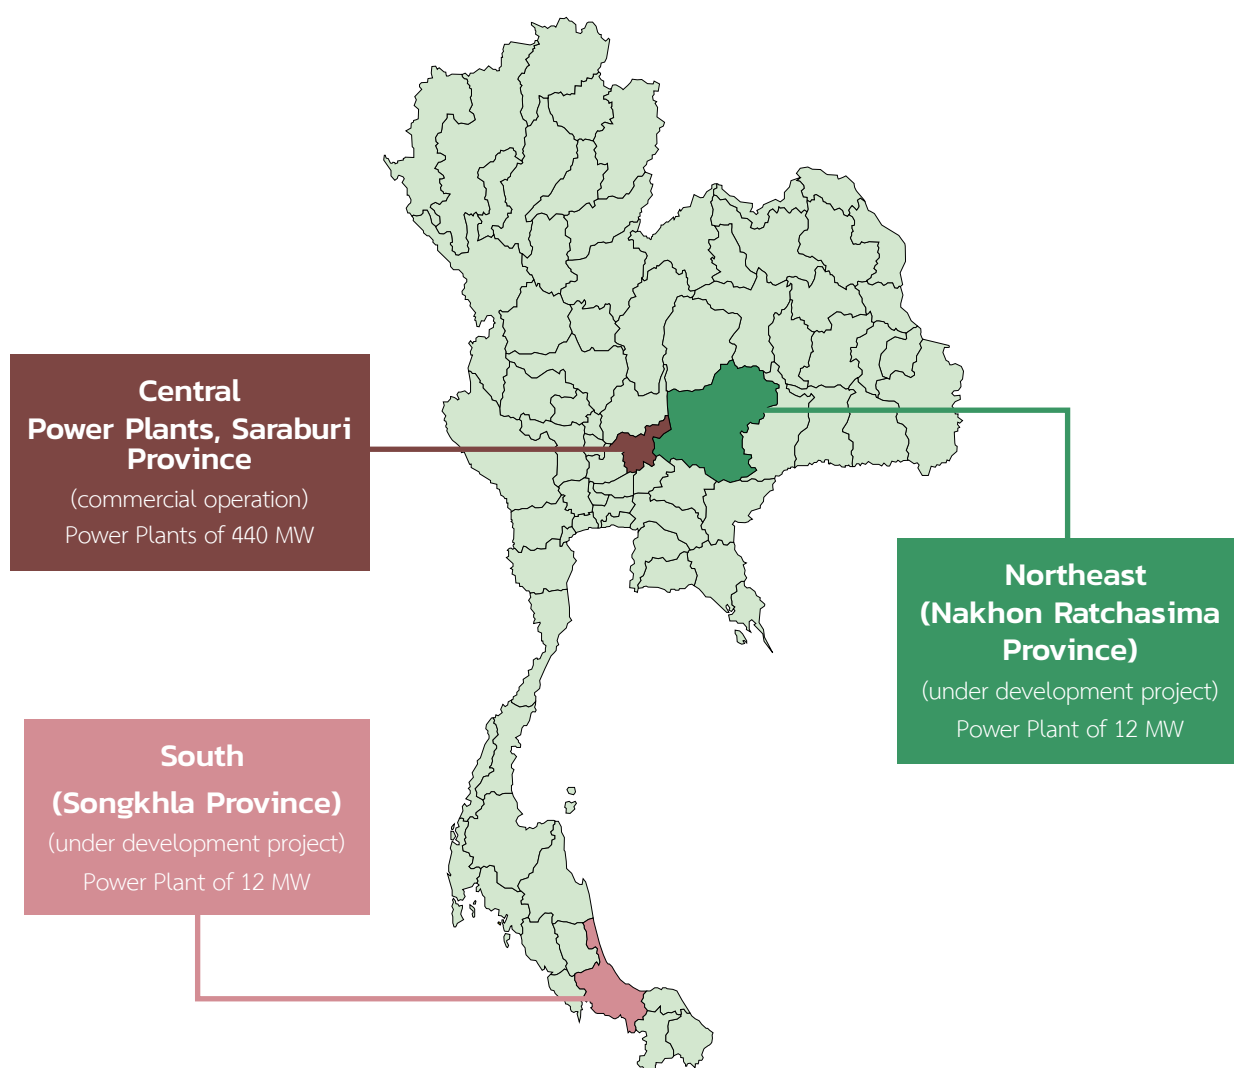 Central
Power Plants, Saraburi
Province
(commercial operation)
Power Plants of 440 MW
Northeast
(Nakhon Ratchasima
Province)
(under development project)
Power Plant of 12 MW
South
(Songkhla Province)
(under development project)
Power Plant of 12 MW